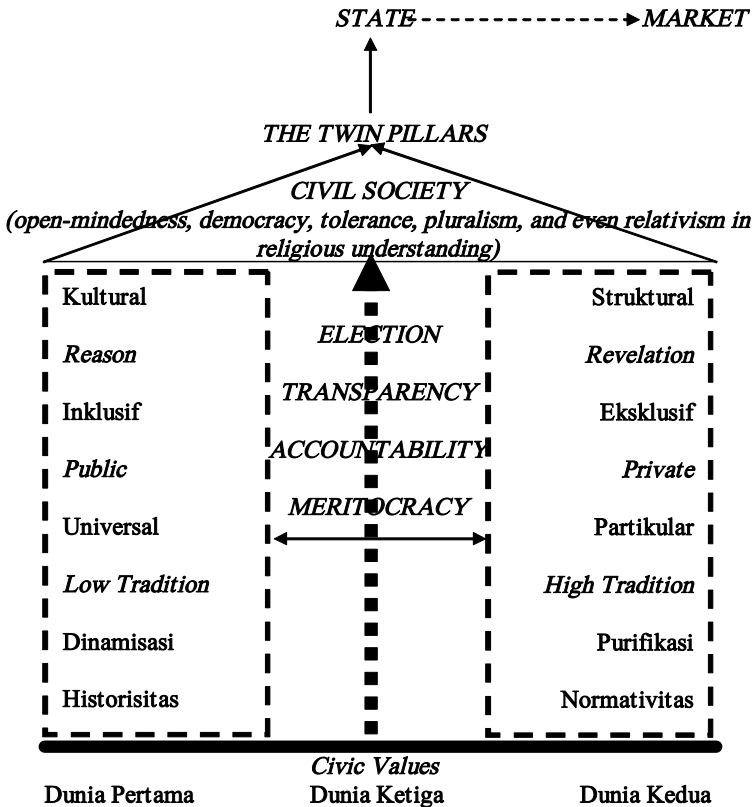 STATE MARKET
THE TWIN PILLARS
CIVIL SOCIETY
(open-mindedness, democracy, tolerance, pluralism, and even relativism in
religious understanding)
Kultural Struktural
ELECTION
Reason Revelation
TRANSPARENCY
Inklusif Eksklusif
ACCOUNTABILITY
Public Private
MERITOCRACY
Universal Partikular
Low Tradition High Tradition
Dinamisasi Purifikasi
Historisitas Normativitas
Civic Values
Dunia Pertama Dunia Ketiga Dunia Kedua